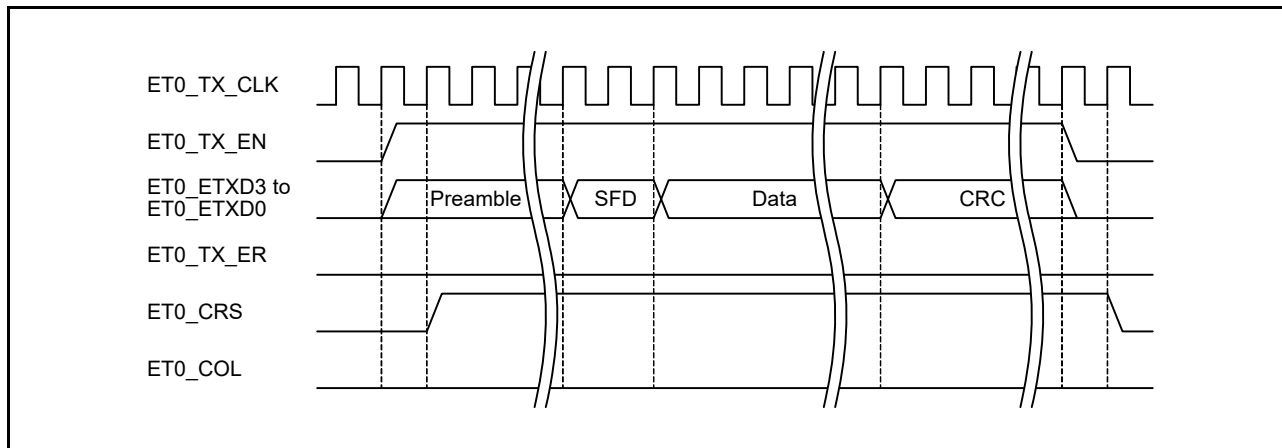 ET0_TX_CLK
ET0_TX_EN
ET0_ETXD3 to
ET0_ETXD0
Preamble
SFD
Data
CRC
ET0_TX_ER
ET0_CRS
ET0_COL